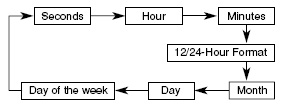 Seconds
Hour
Minutes
12/24-Hour Format
Month
Day
Day of the week